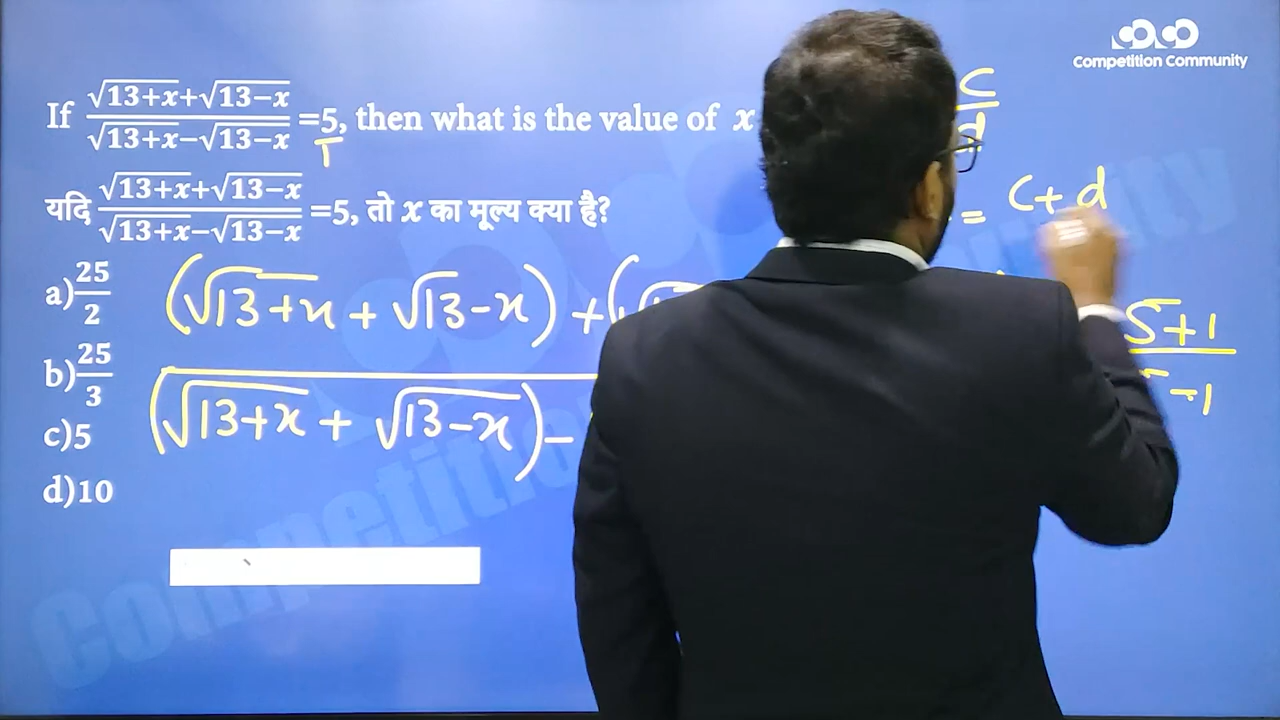 Competition Community
If (√13+x+√13−x)/(√13+x−√13−x) =5, then what is the value of x
T
C/d
यदि (√13+x+√13−x)/(√13+x−√13−x) =5, तो x का मूल्य क्या है?
= C+d
a)25/2
(√13+x + √13-x) +(
(√13+x + √13-x) −
5+1
-1
b)25/3
c)5
d)10